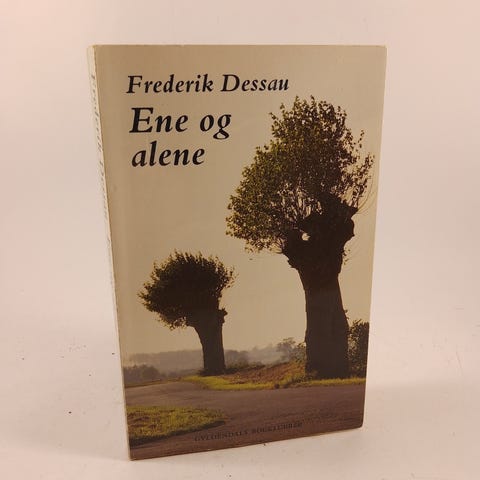 Frederik Dessau
Ene og
alene
GYLDENDALS BOGKLUBBER